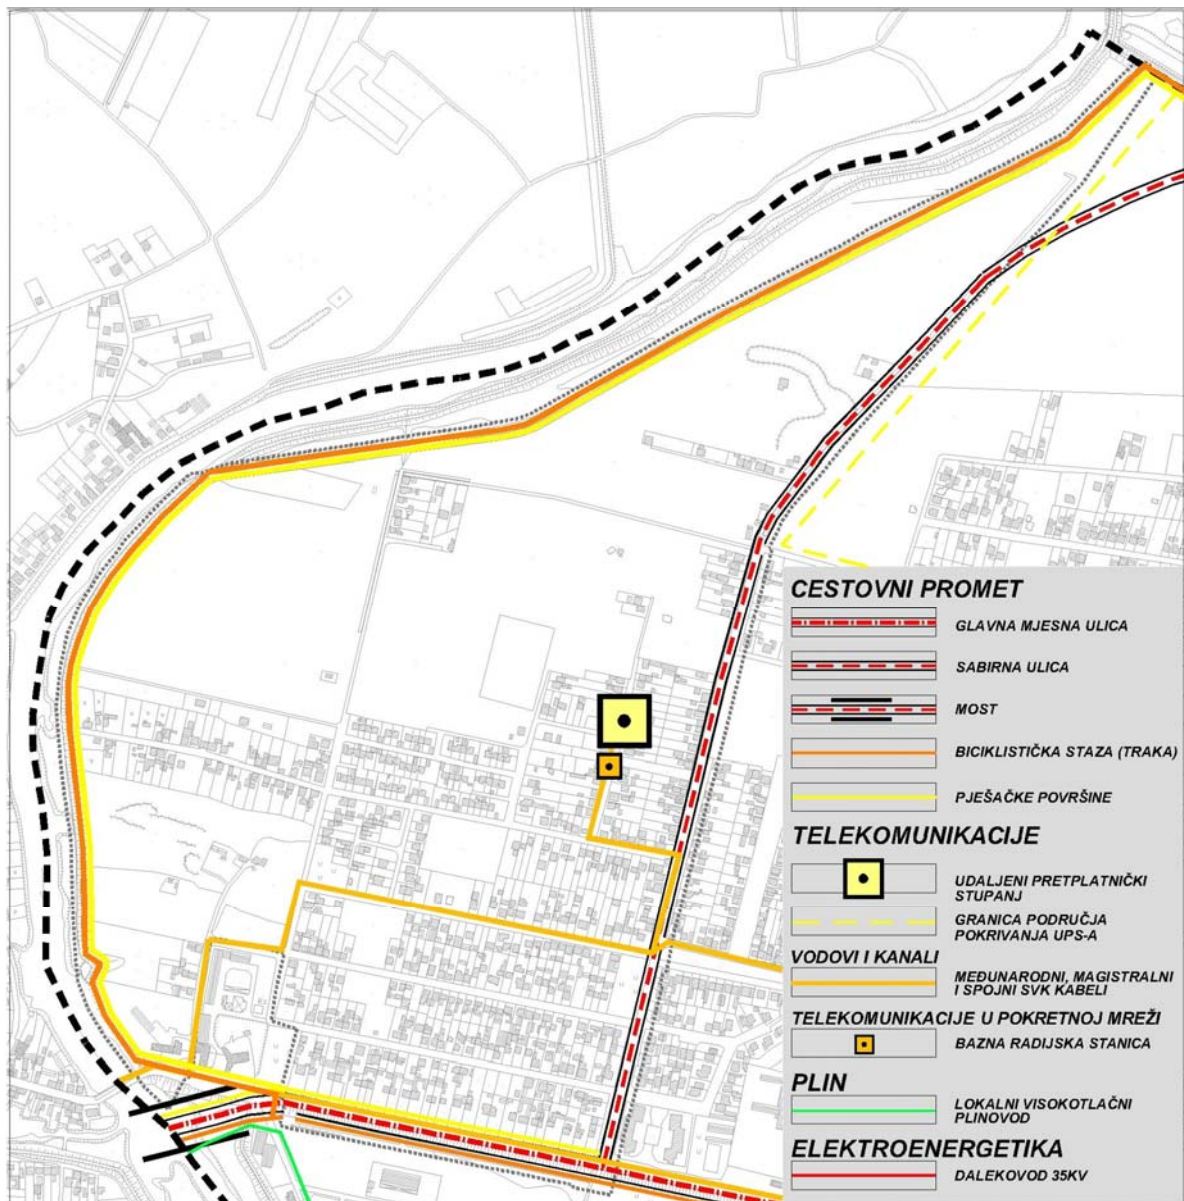 CESTOVNI PROMET
GLAVNA MJESNA ULICA
SABIRNA ULICA
MOST
BICIKLISTIČKA STAZA (TRAKA)
PJEŠAČKE POVRŠINE
TELEKOMUNIKACIJE
UDALJENI PRETPLATNIČKI
STUPANJ
GRANICA PODRUČJA
POKRIVANJA UPS-A
VODOVI I KANALI
MEĐUNARODNI, MAGISTRALNI
I SPOJNI SVK KABELI
TELEKOMUNIKACIJE U POKRETNOJ MREŽI
BAZNA RADIJSKA STANICA
PLIN
LOKALNI VISOKOTLAČNI
PLINOVOD
ELEKTROENERGETIKA
DALEKOVOD 35KV